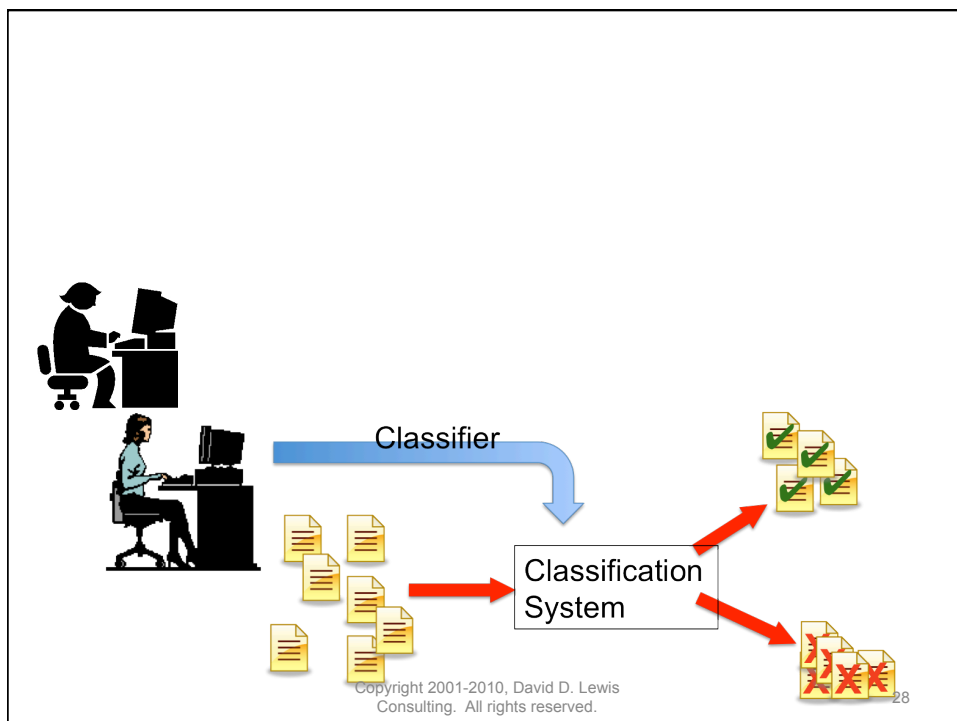 Classifier
Classification
System
Copyright 2001-2010, David D. Lewis
Consulting. All rights reserved.
28